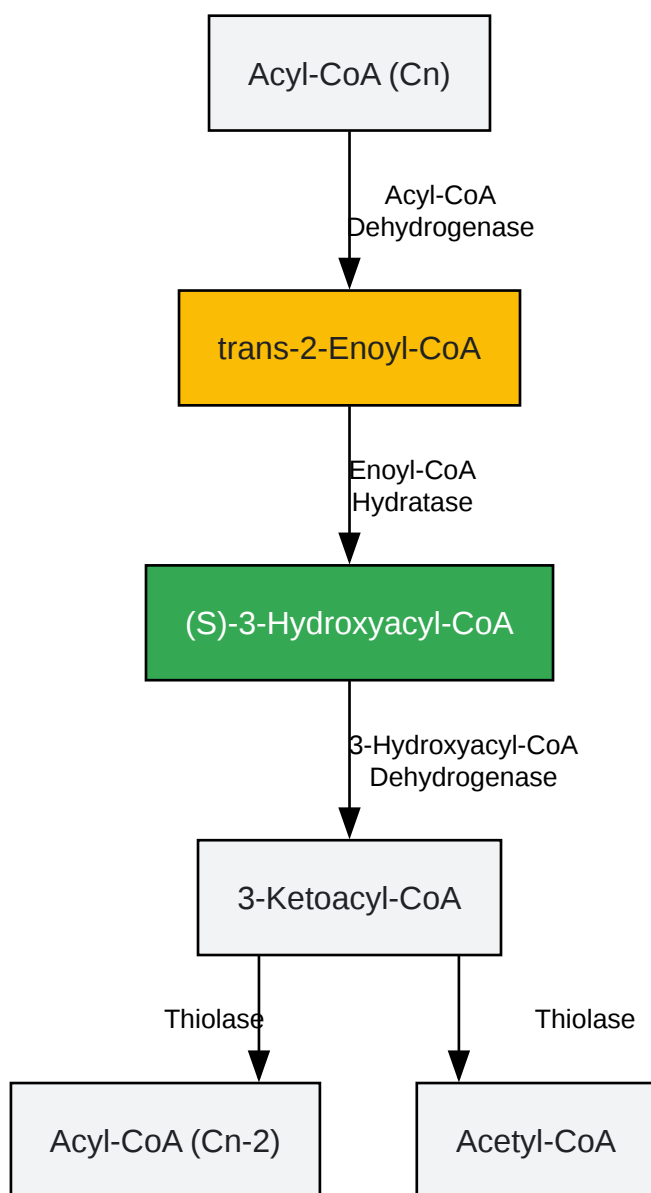 Acyl-CoA (Cn)
Acyl-CoA
Dehydrogenase
trans-2-Enoyl-CoA
Enoyl-CoA
Hydratase
(S)-3-Hydroxyacyl-CoA
3-Hydroxyacyl-CoA
Dehydrogenase
3-Ketoacyl-CoA
Thiolase
Thiolase
Acyl-CoA (Cn-2)
Acetyl-CoA